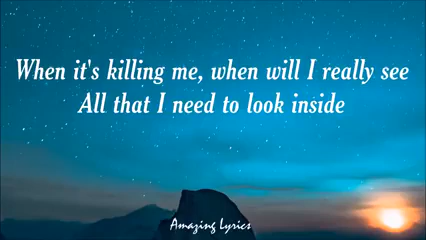 When it's killing me, when will I really see
All that I need to look inside
Amazing Lyrics